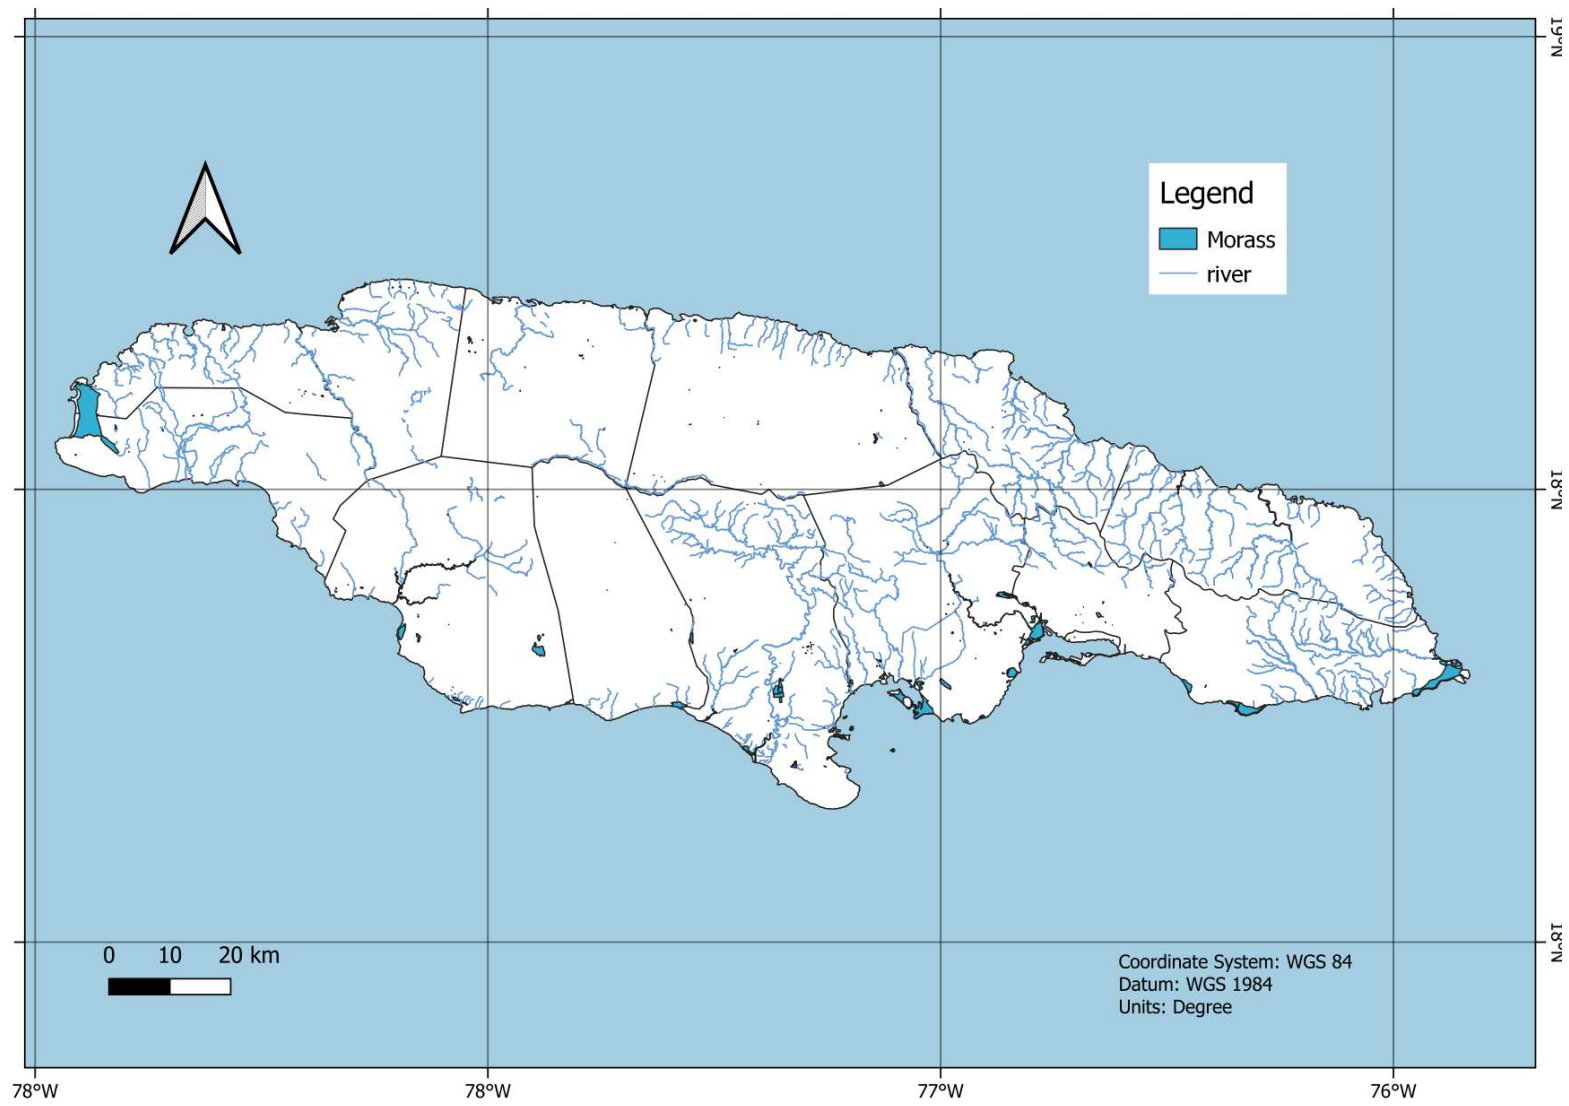 19°N
Legend
Morass
river
18°N
18°N
0 10 20 km
Coordinate System: WGS 84
Datum: WGS 1984
Units: Degree
78°W 78°W 77°W 76°W